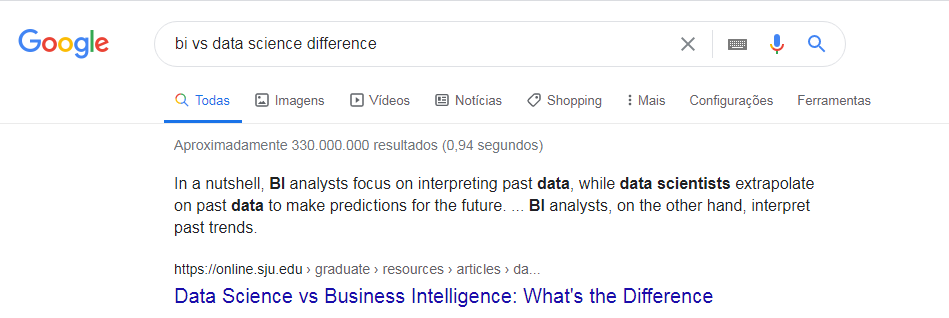 Google
bi vs data science difference
Todas Imagens Vídeos Notícias Shopping Mais Configurações Ferramentas
Aproximadamente 330.000.000 resultados (0,94 segundos)
In a nutshell, BI analysts focus on interpreting past data, while data scientists extrapolate
on past data to make predictions for the future. ... BI analysts, on the other hand, interpret
past trends.
https://online.sju.edu › graduate › resources › articles › da...
Data Science vs Business Intelligence: What's the Difference